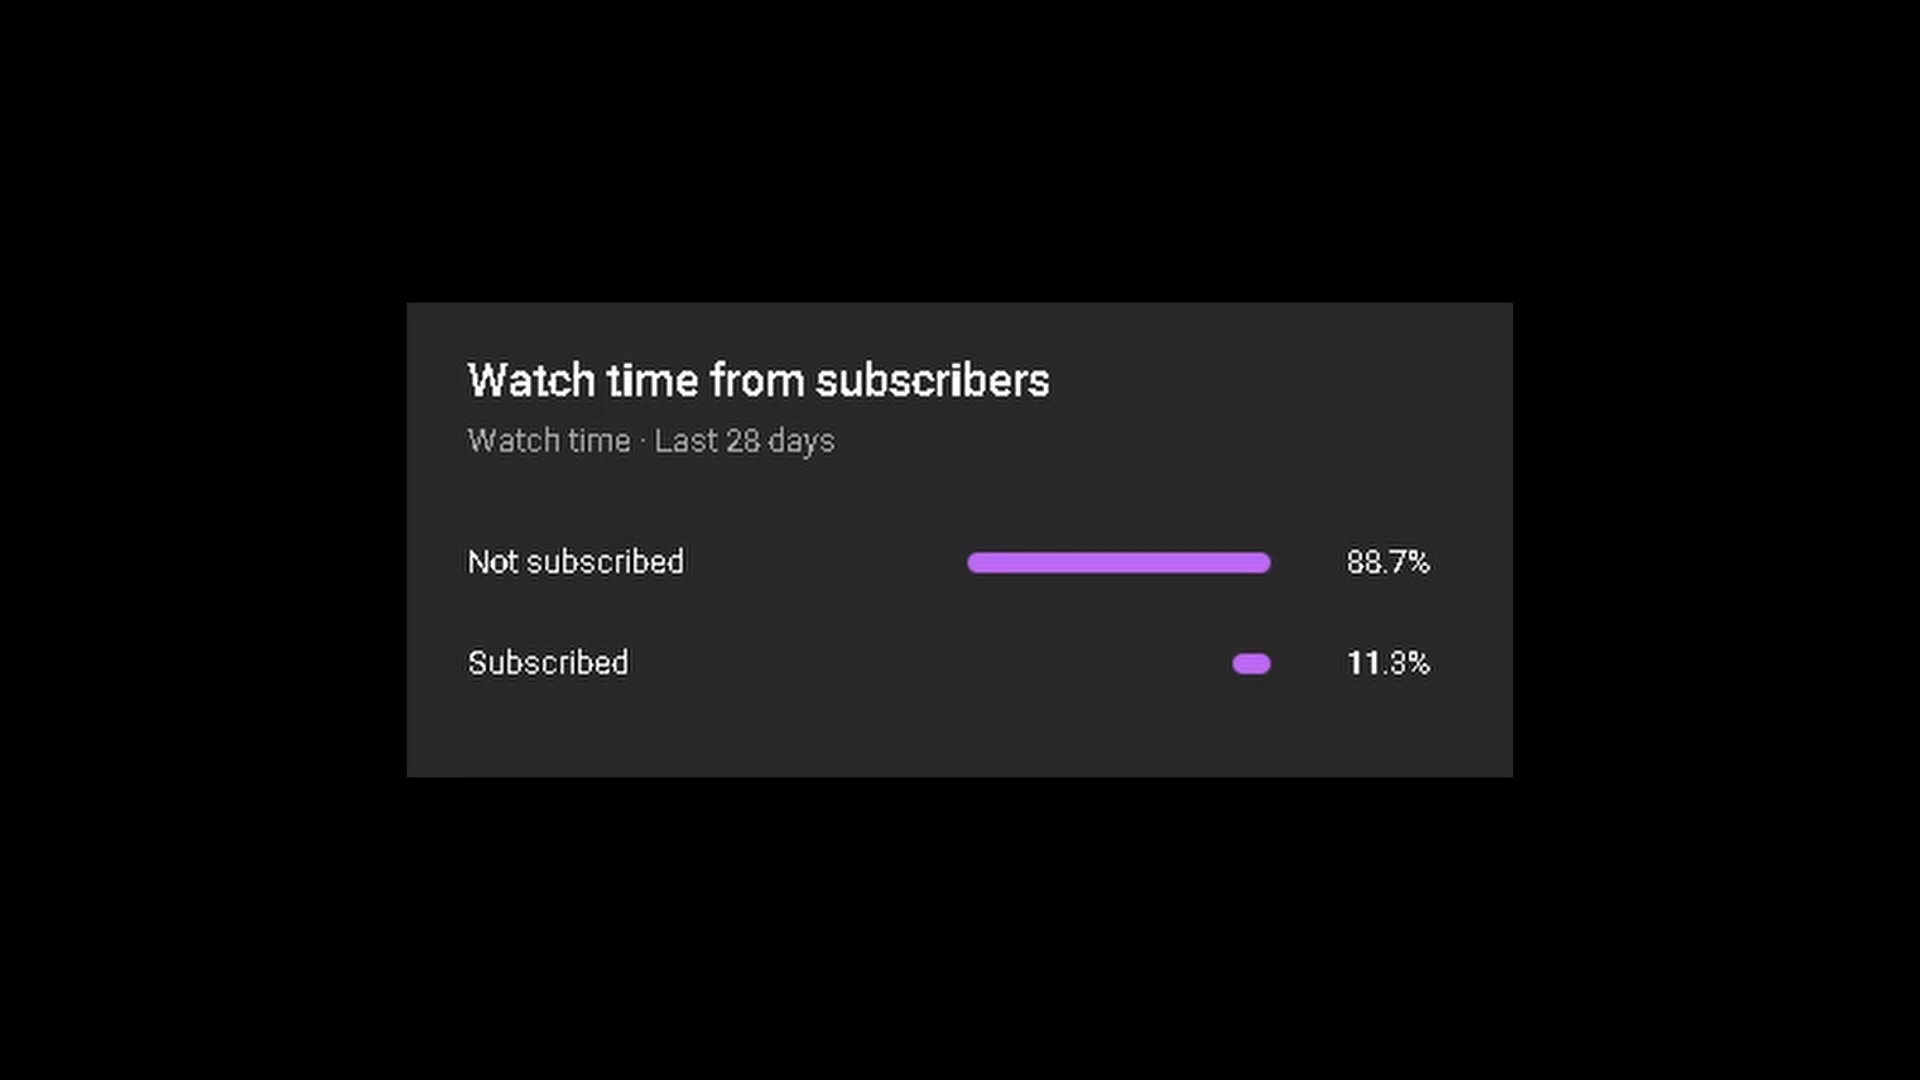 Watch time from subscribers
Watch time · Last 28 days
Not subscribed 88.7%
Subscribed 11.3%